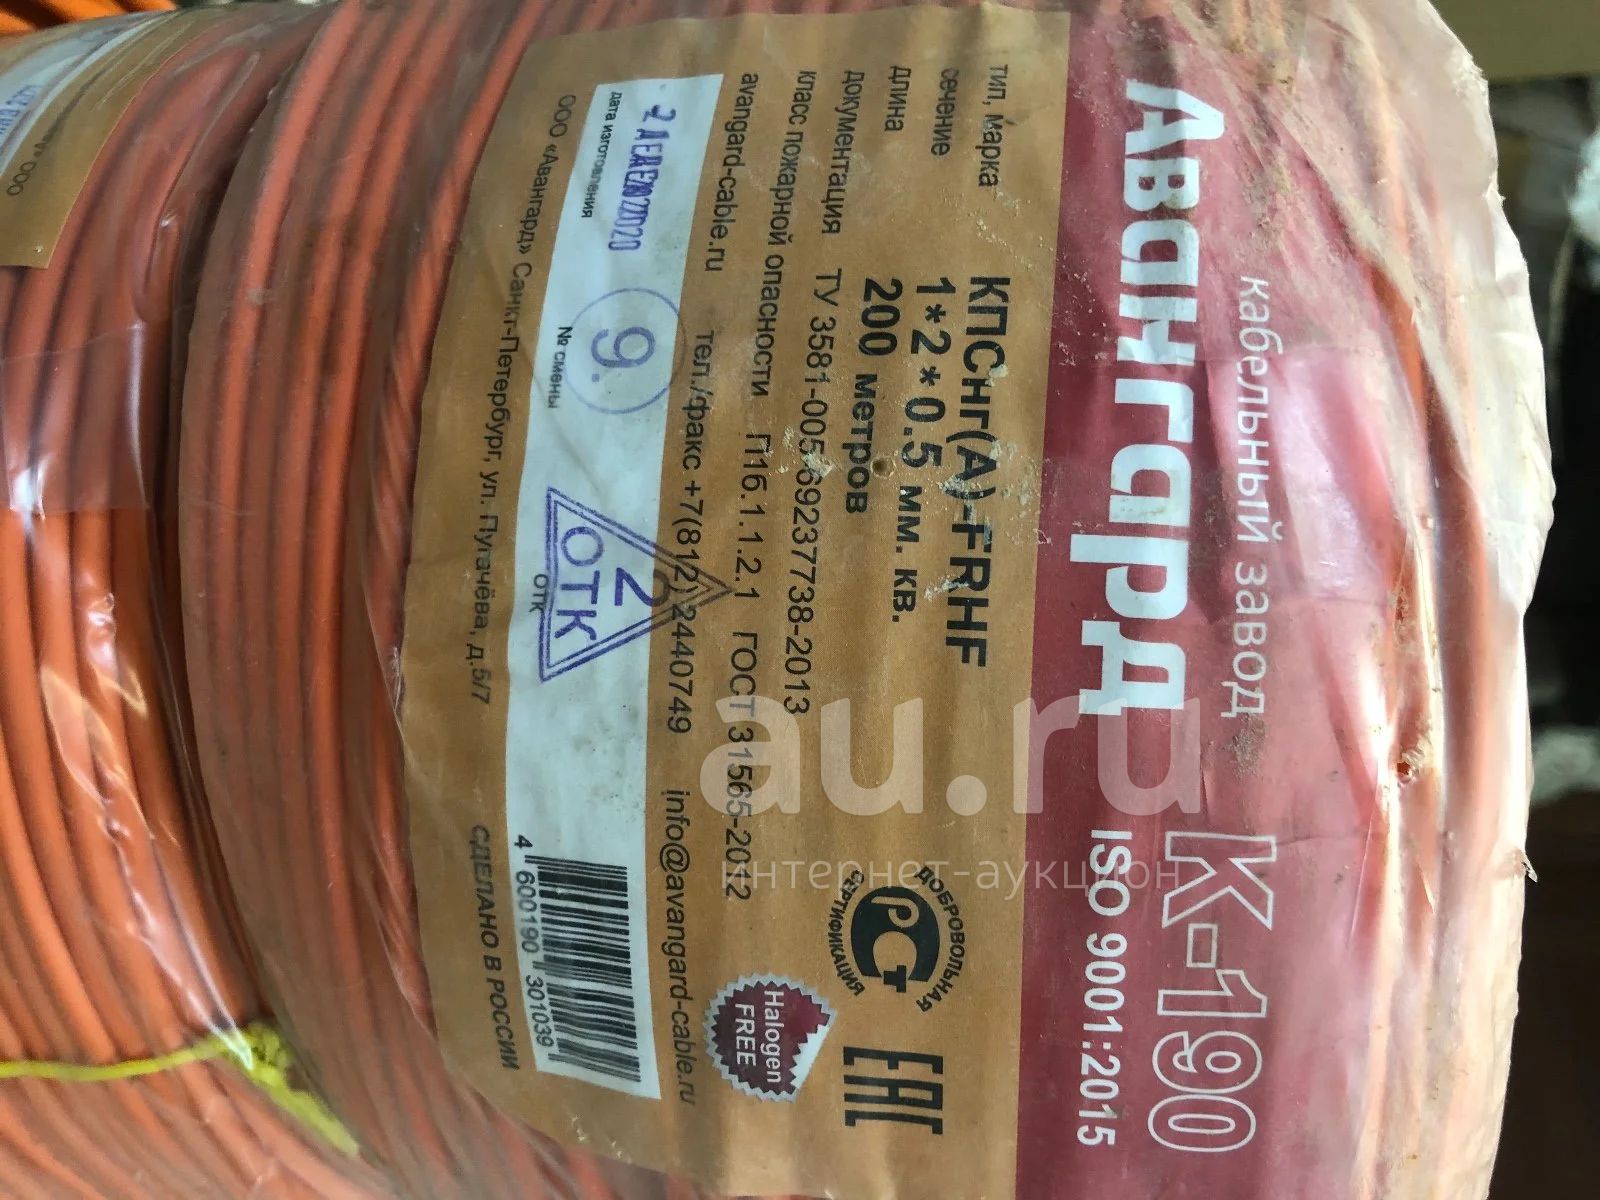 кабельный завод
Авангард
К-190
ISO 9001:2015
тип, марка КПСнг(А)-FRHF
сечение 1*2*0.5 мм. кв.
длина 200 метров
документация ТУ 3581-005-69237738-2013
класс пожарной опасности П16.1.1.2.1 ГОСТ 31565-2012
avangard-cable.ru тел./факс +7(812)2440749 info@avangard-cable.ru
ДОБРОВОЛЬНАЯ
СЕРТИФИКАЦИЯ
РСТ
ЕАС
Halogen
FREE
2020
дата изготовления
9.
№ смены
2
ОТК
ОТК
4 600190 301039
ООО «Авангард» Санкт-Петербург, ул. Пугачёва, д.5/7 СДЕЛАНО В РОССИИ
ООО
au.ru
интернет-аукцион